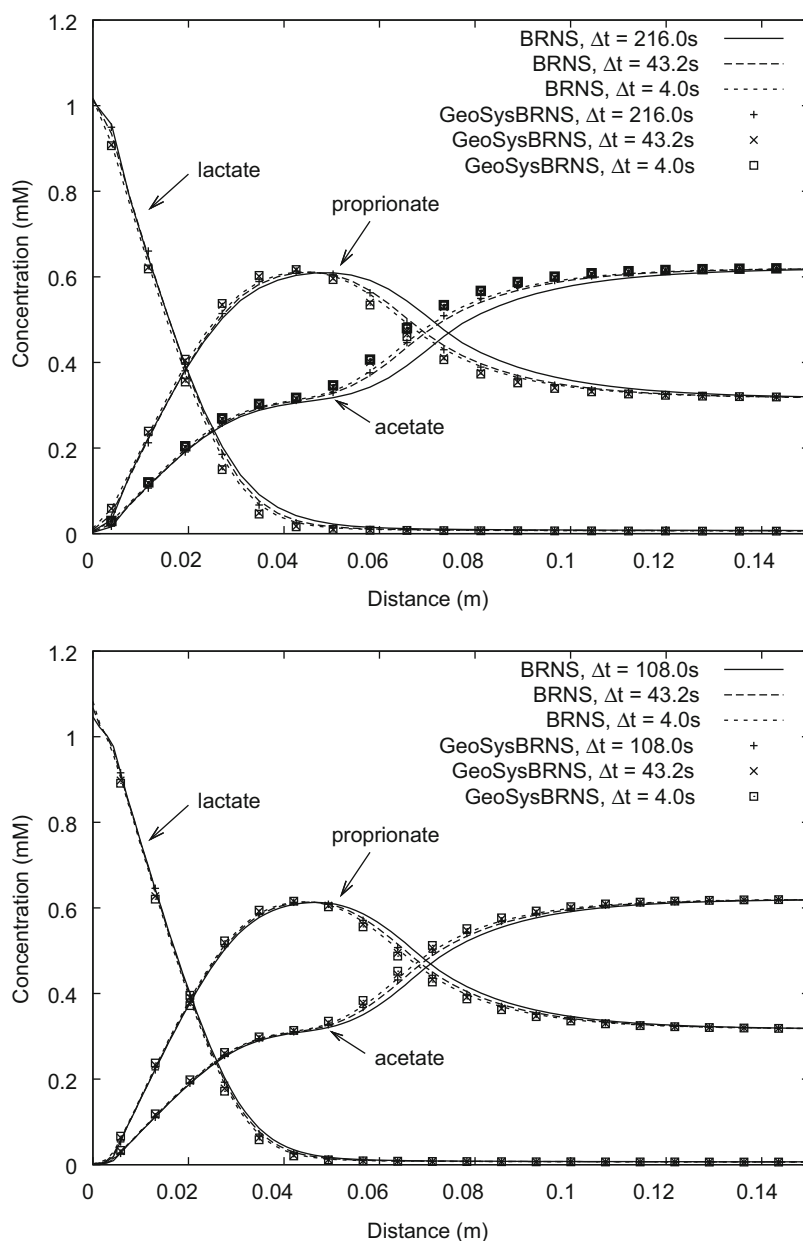 1.2
1
0.8
0.6
0.4
0.2
0
Concentration (mM)
BRNS, Δt = 216.0s
BRNS, Δt = 43.2s
BRNS, Δt = 4.0s
GeoSysBRNS, Δt = 216.0s
GeoSysBRNS, Δt = 43.2s
GeoSysBRNS, Δt = 4.0s
lactate
proprionate
acetate
0 0.02 0.04 0.06 0.08 0.1 0.12 0.14
Distance (m)
1.2
1
0.8
0.6
0.4
0.2
0
Concentration (mM)
BRNS, Δt = 108.0s
BRNS, Δt = 43.2s
BRNS, Δt = 4.0s
GeoSysBRNS, Δt = 108.0s
GeoSysBRNS, Δt = 43.2s
GeoSysBRNS, Δt = 4.0s
lactate
proprionate
acetate
0 0.02 0.04 0.06 0.08 0.1 0.12 0.14
Distance (m)